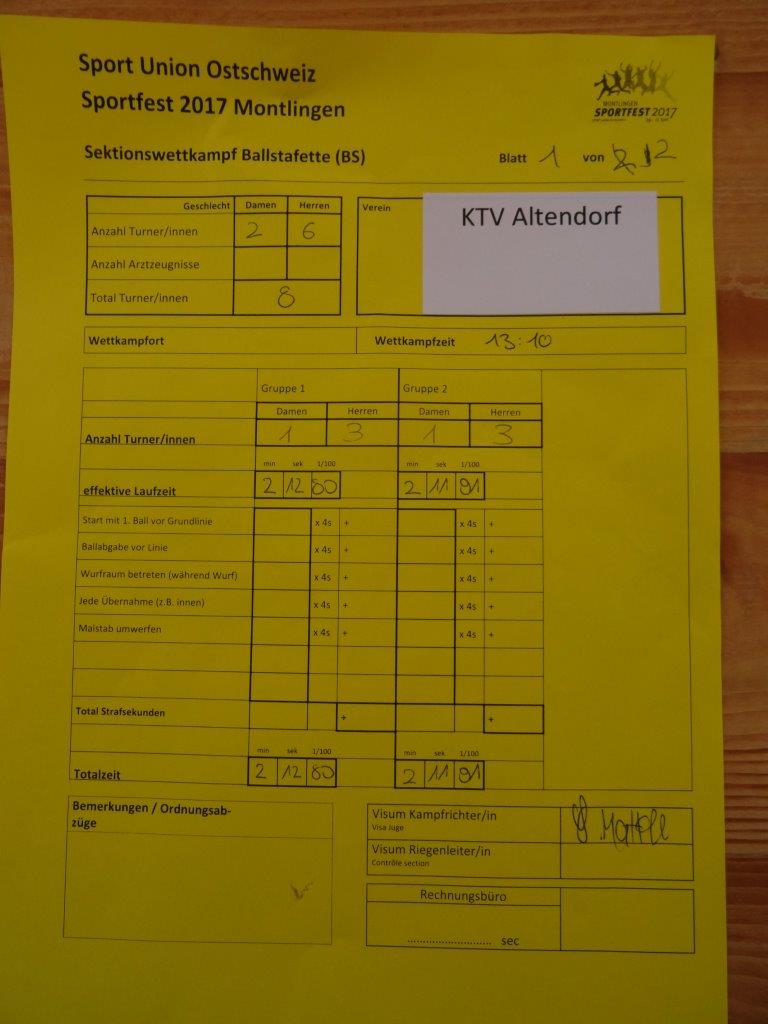 Sport Union Ostschweiz
Sportfest 2017 Montlingen
MONTLINGEN
SPORTFEST 2017
Sektionswettkampf Ballstafette (BS)
Blatt 1 von 12
Geschlecht Damen Herren
Anzahl Turner/innen 2 6
Anzahl Arztzeugnisse
Total Turner/innen 8
Verein
KTV Altendorf
Wettkampfort
Wettkampfzeit 13:10
Gruppe 1 Gruppe 2
Damen Herren Damen Herren
Anzahl Turner/innen 1 3 1 3
min sek 1/100 min sek 1/100
effektive Laufzeit 2 12 80 2 11 91
Start mit 1. Ball vor Grundlinie x 4s + x 4s +
Ballabgabe vor Linie x 4s + x 4s +
Wurfraum betreten (während Wurf) x 4s + x 4s +
Jede Übernahme (z.B. innen) x 4s + x 4s +
Malstab umwerfen x 4s + x 4s +
Total Strafsekunden + +
min sek 1/100 min sek 1/100
Totalzeit 2 12 80 2 11 91
Bemerkungen / Ordnungsab-
züge
Visum Kampfrichter/in
Visa Juge
Visum Riegenleiter/in
Contrôle section
Rechnungsbüro
........................... sec